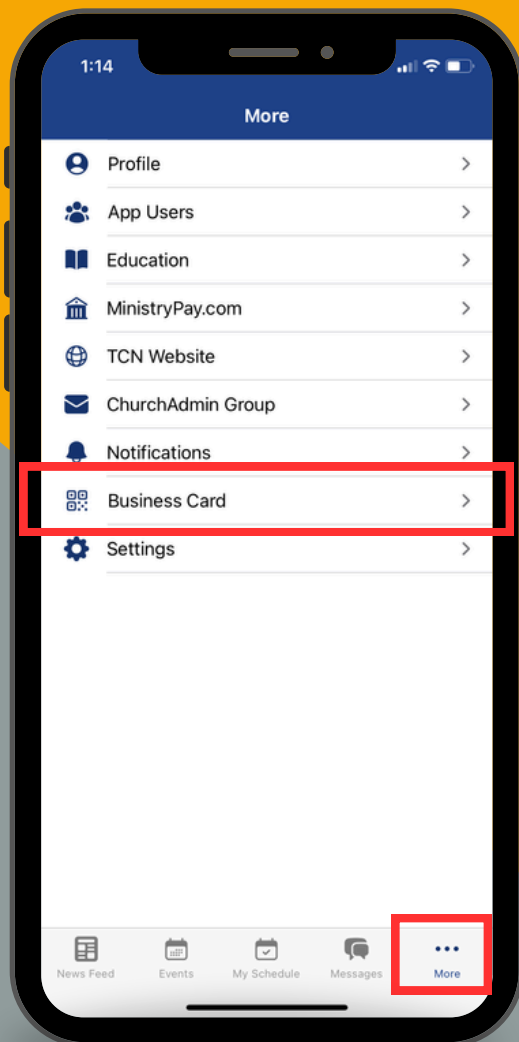 1:14
More
Profile
App Users
Education
MinistryPay.com
TCN Website
ChurchAdmin Group
Notifications
Business Card
Settings
News Feed
Events
My Schedule
Messages
More